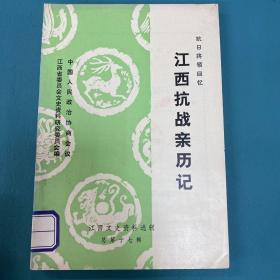 抗日将领回忆
江西抗战亲历记
中国人民政治协商会议
江西省委员会文史资料研究委员会编
江西文史资料选辑
总第十七辑